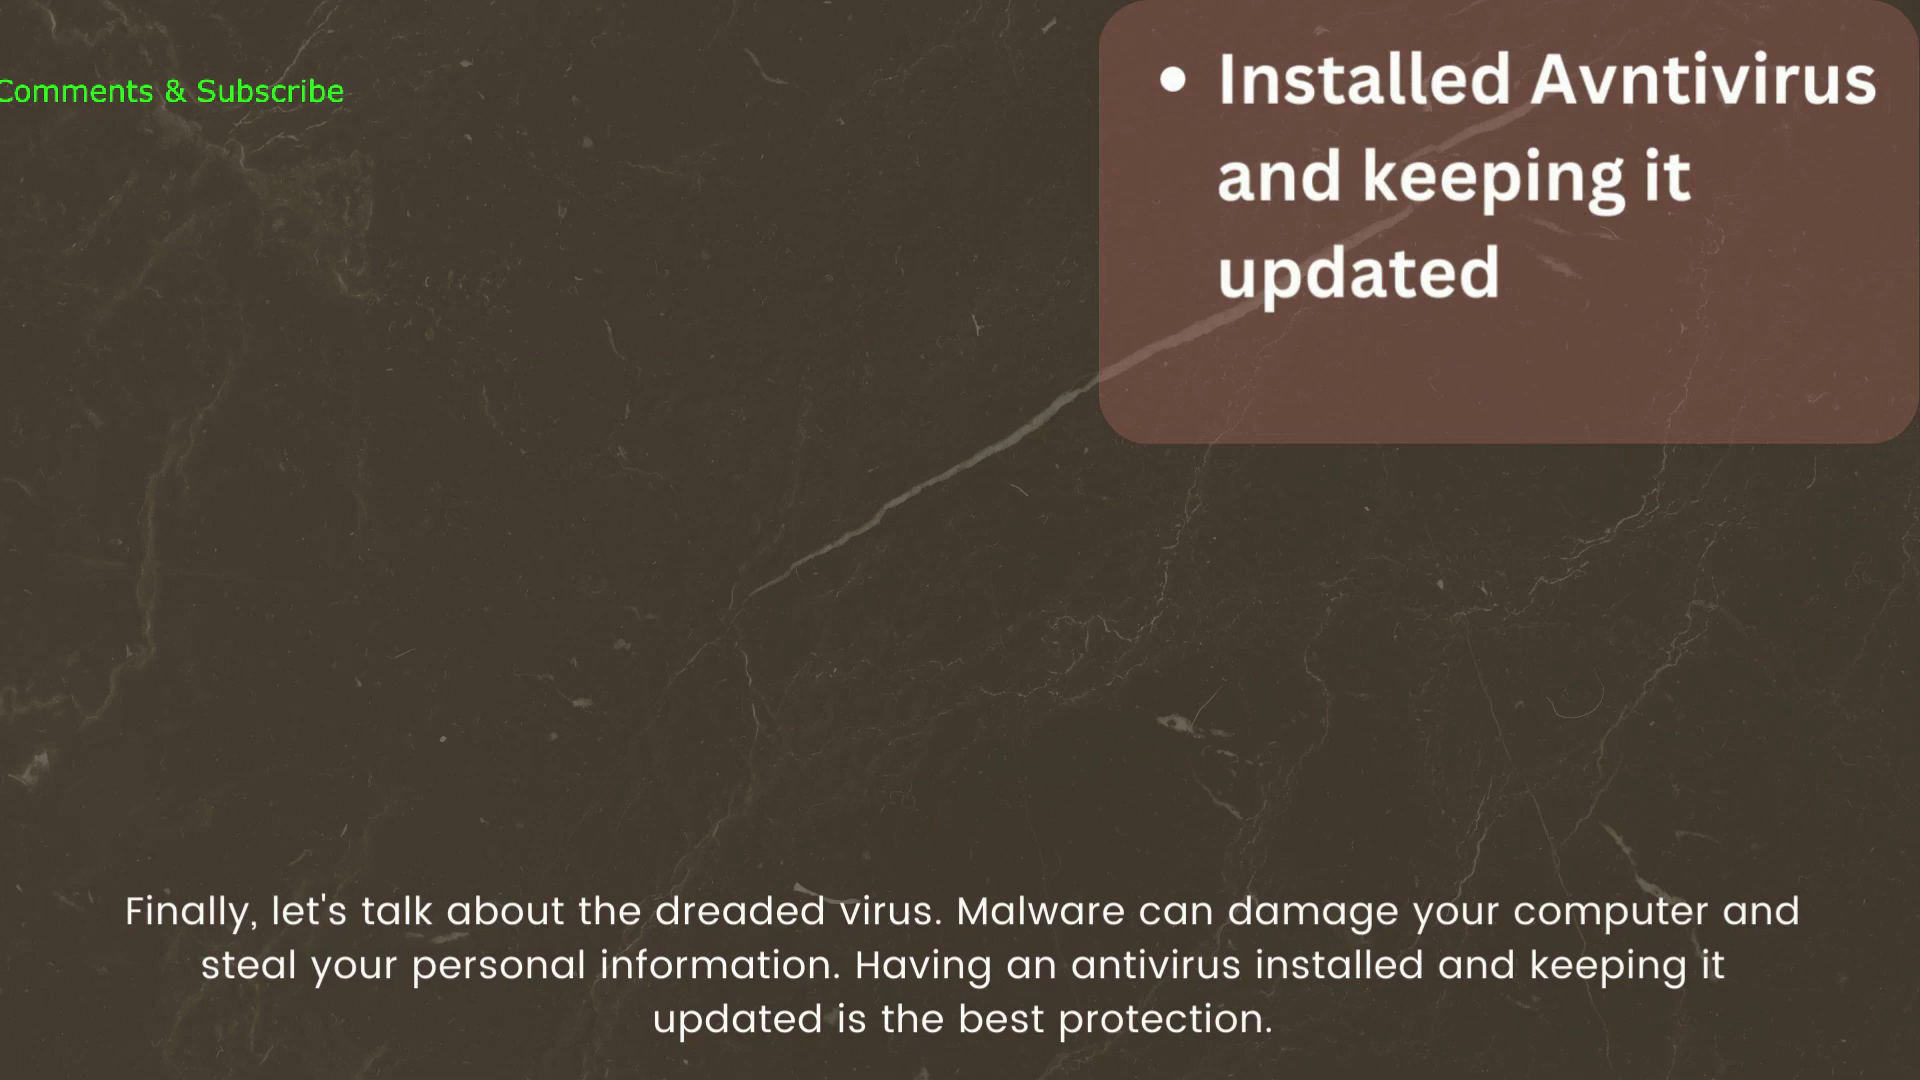 Comments & Subscribe
• Installed Avntivirus
and keeping it
updated
Finally, let's talk about the dreaded virus. Malware can damage your computer and
steal your personal information. Having an antivirus installed and keeping it
updated is the best protection.